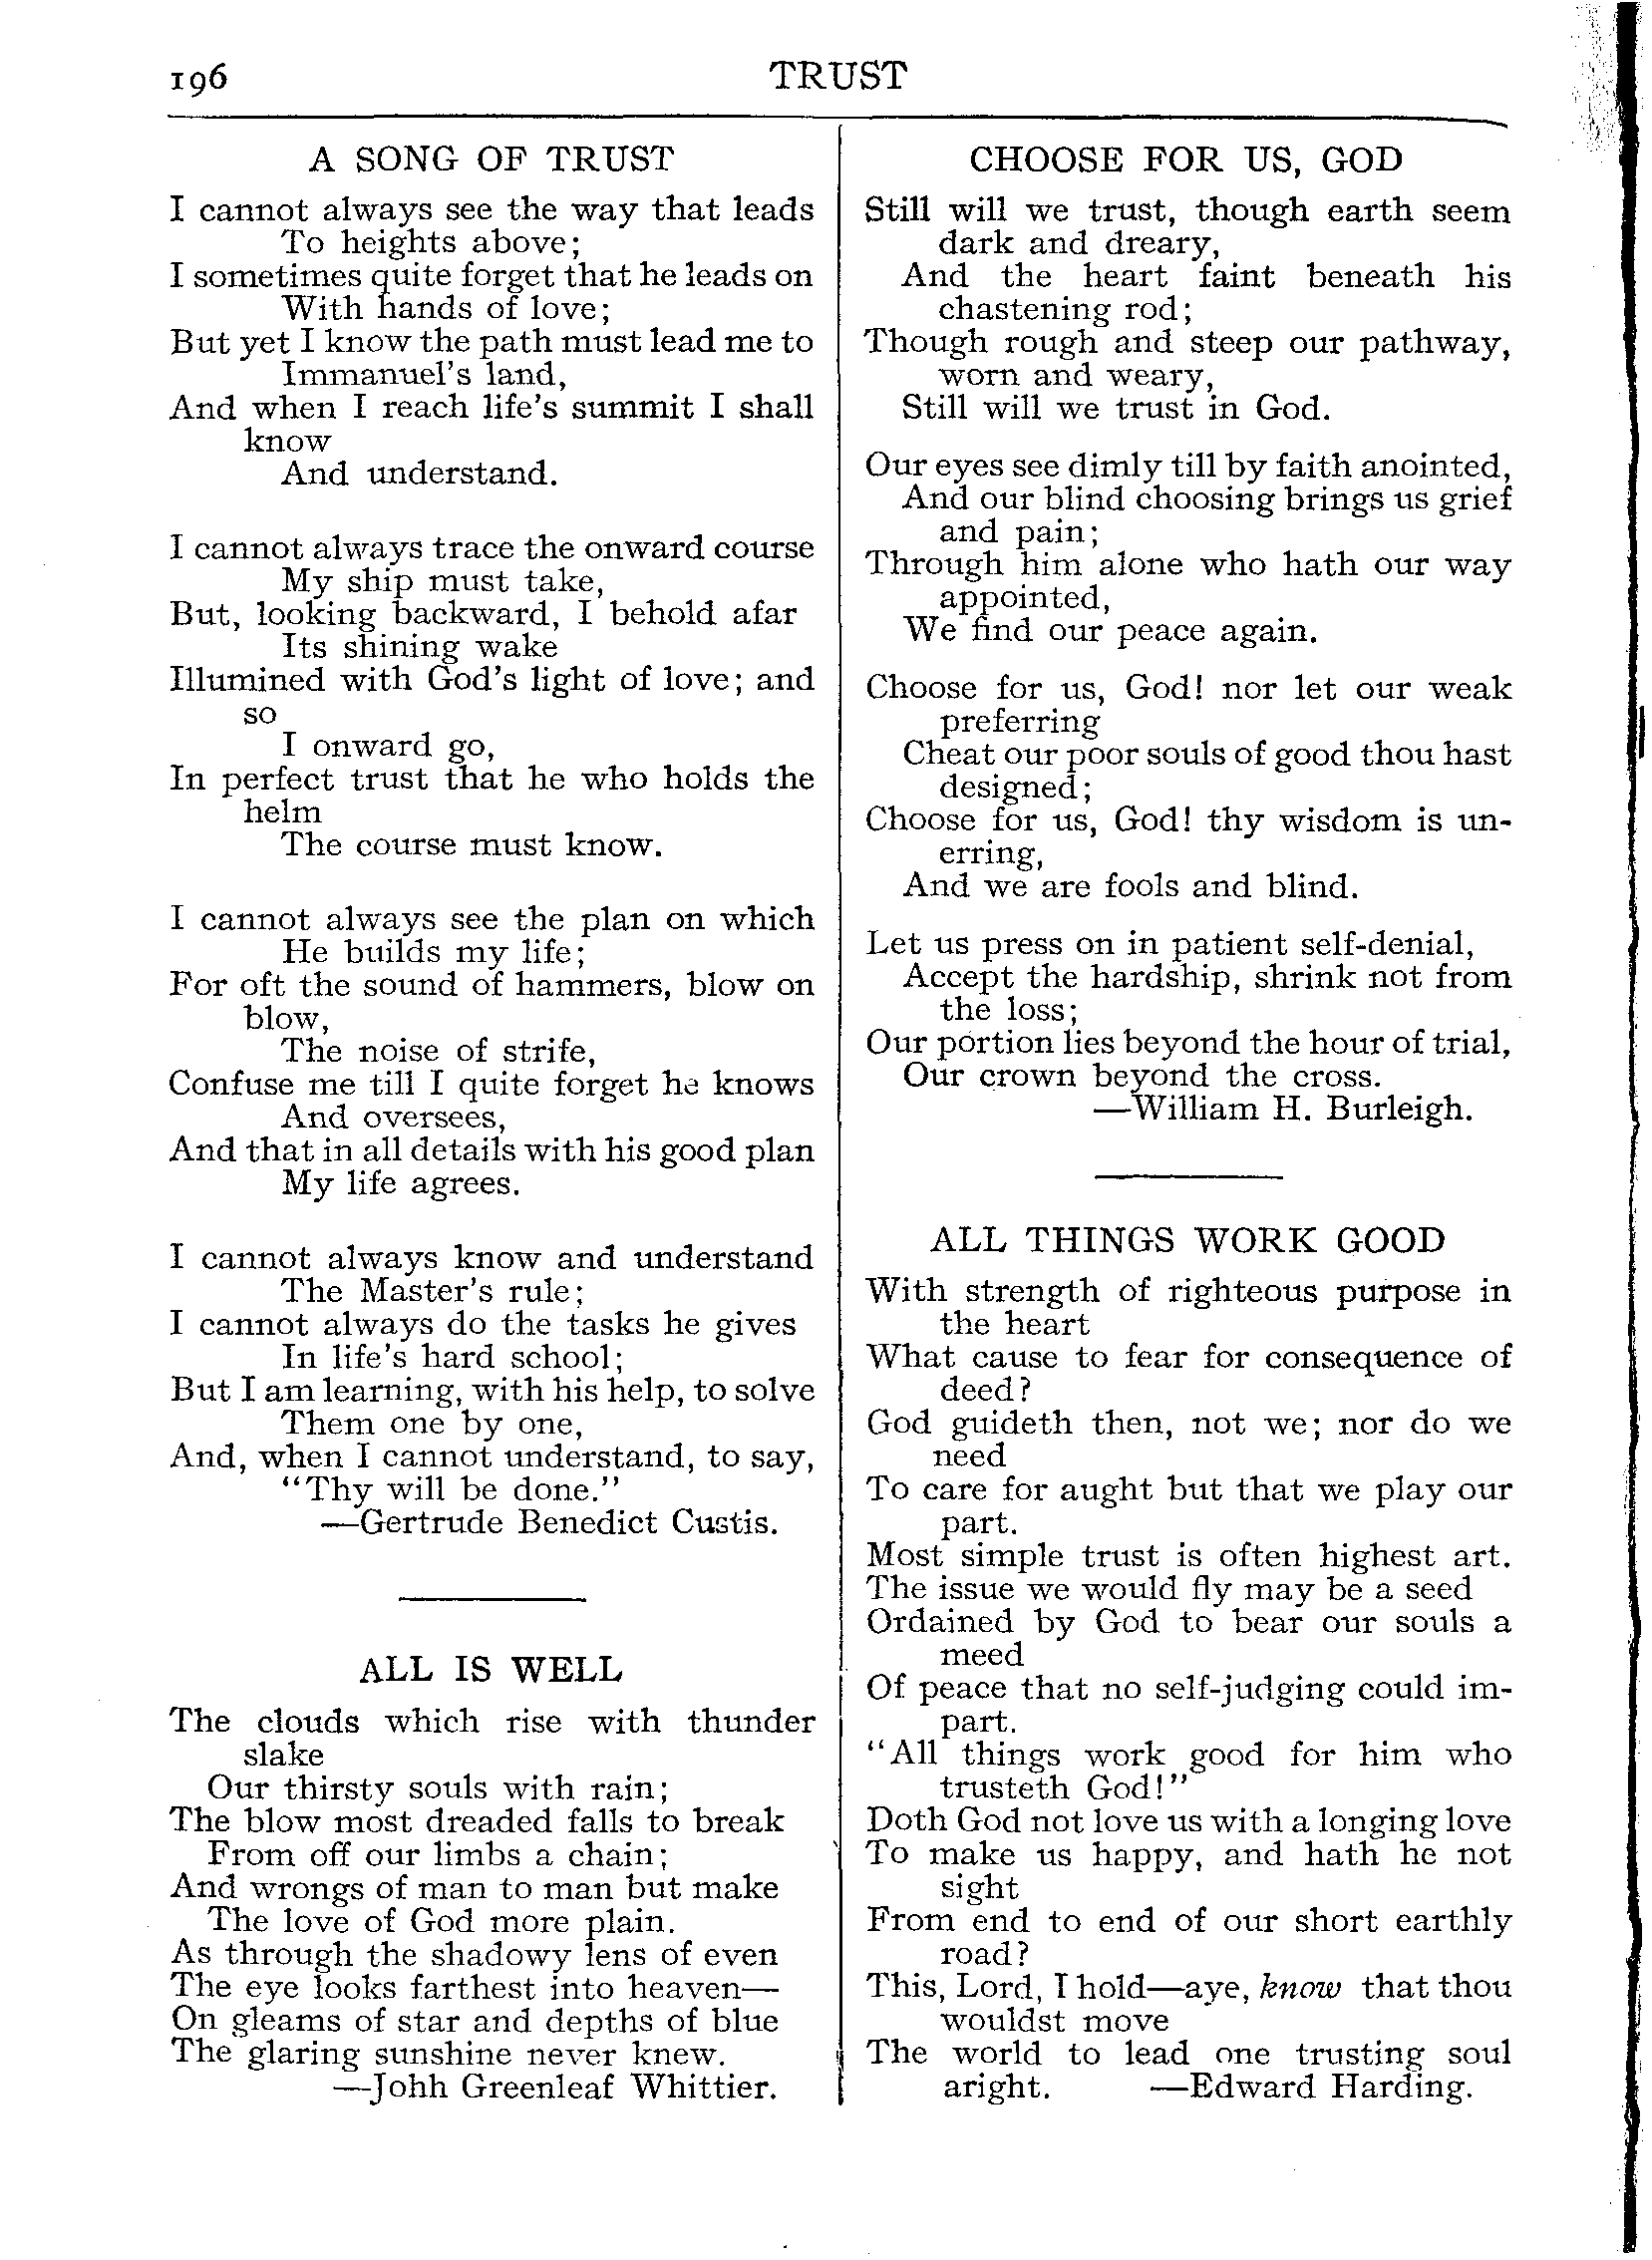 196
TRUST
A SONG OF TRUST
I cannot always see the way that leads
To heights above;
I sometimes quite forget that he leads on
With hands of love;
But yet I know the path must lead me to
Immanuel's land,
And when I reach life's summit I shall
know
And understand.
I cannot always trace the onward course
My ship must take,
But, looking backward, I behold afar
Its shining wake
Illumined with God's light of love; and
so
I onward go,
In perfect trust that he who holds the
helm
The course must know.
I cannot always see the plan on which
He builds my life;
For oft the sound of hammers, blow on
blow,
The noise of strife,
Confuse me till I quite forget he knows
And oversees,
And that in all details with his good plan
My life agrees.
I cannot always know and understand
The Master's rule;
I cannot always do the tasks he gives
In life's hard school;
But I am learning, with his help, to solve
Them one by one,
And, when I cannot understand, to say,
"Thy will be done."
—Gertrude Benedict Custis.
ALL IS WELL
The clouds which rise with thunder
slake
Our thirsty souls with rain;
The blow most dreaded falls to break
From off our limbs a chain;
And wrongs of man to man but make
The love of God more plain.
As through the shadowy lens of even
The eye looks farthest into heaven—
On gleams of star and depths of blue
The glaring sunshine never knew.
—Johh Greenleaf Whittier.
CHOOSE FOR US, GOD
Still will we trust, though earth seem
dark and dreary,
And the heart faint beneath his
chastening rod;
Though rough and steep our pathway,
worn and weary,
Still will we trust in God.
Our eyes see dimly till by faith anointed,
And our blind choosing brings us grief
and pain;
Through him alone who hath our way
appointed,
We find our peace again.
Choose for us, God! nor let our weak
preferring
Cheat our poor souls of good thou hast
designed;
Choose for us, God! thy wisdom is un-
erring,
And we are fools and blind.
Let us press on in patient self-denial,
Accept the hardship, shrink not from
the loss;
Our portion lies beyond the hour of trial,
Our crown beyond the cross.
—William H. Burleigh.
ALL THINGS WORK GOOD
With strength of righteous purpose in
the heart
What cause to fear for consequence of
deed?
God guideth then, not we; nor do we
need
To care for aught but that we play our
part.
Most simple trust is often highest art.
The issue we would fly may be a seed
Ordained by God to bear our souls a
meed
Of peace that no self-judging could im-
part.
"All things work good for him who
trusteth God!"
Doth God not love us with a longing love
To make us happy, and hath he not
sight
From end to end of our short earthly
road?
This, Lord, I hold—aye, know that thou
wouldst move
The world to lead one trusting soul
aright. —Edward Harding.